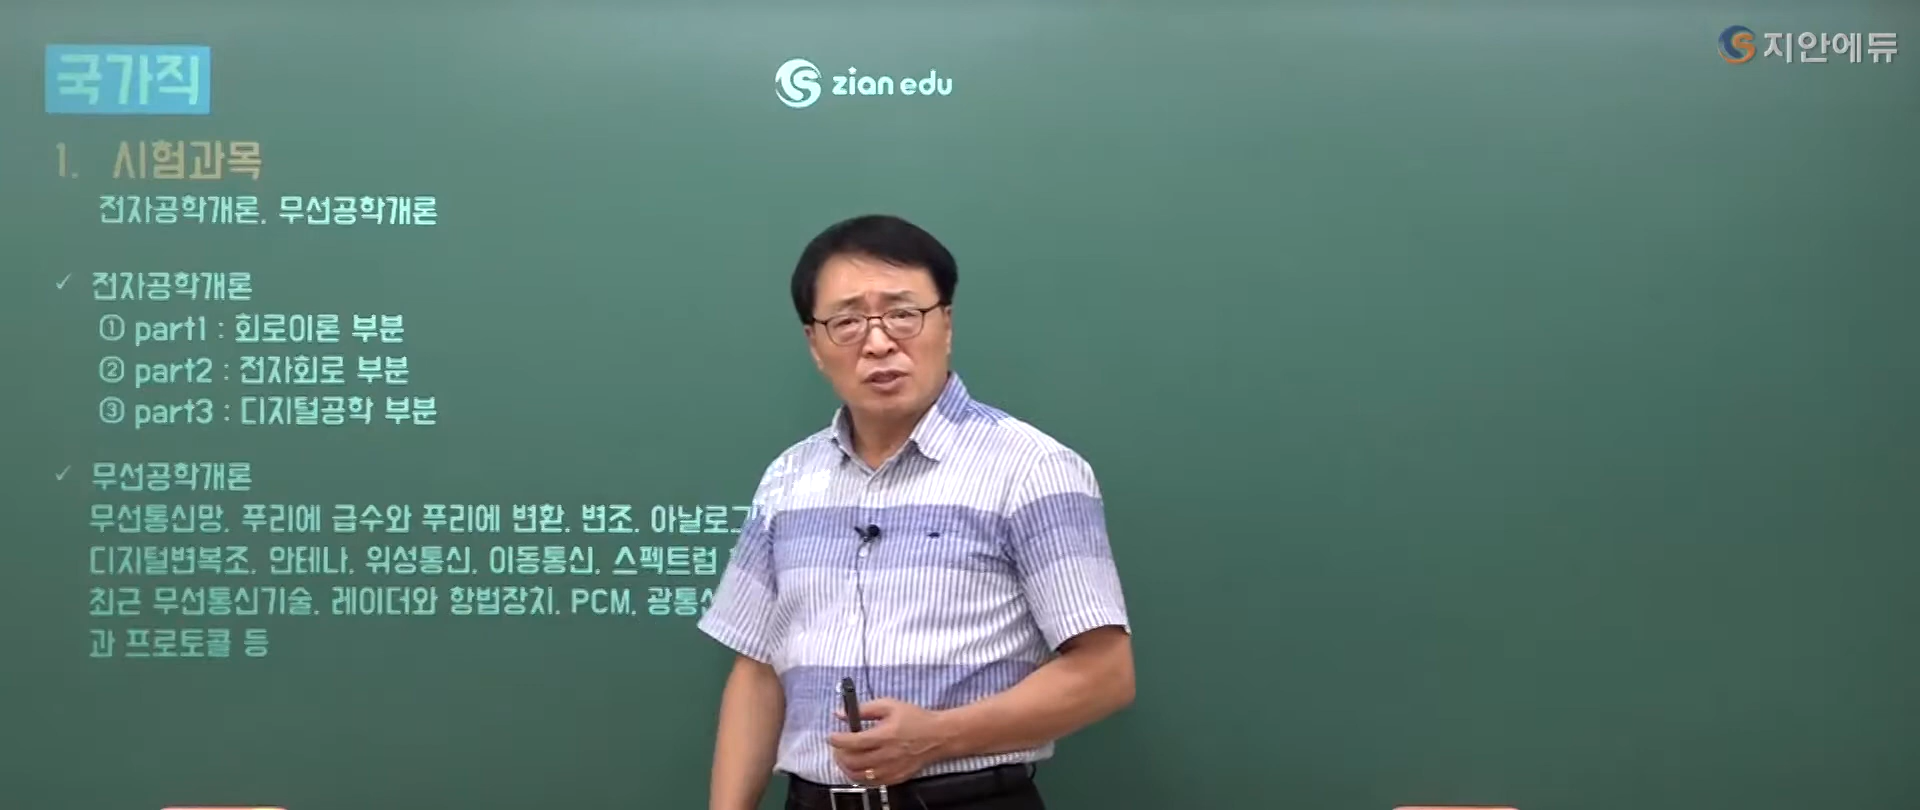 지안에듀
zian edu
국가직
1. 시험과목
전자공학개론, 무선공학개론
✓ 전자공학개론
① part1 : 회로이론 부분
② part2 : 전자회로 부분
③ part3 : 디지털공학 부분
✓ 무선공학개론
무선통신망, 푸리에 급수와 푸리에 변환, 변조, 아날로그
디지털변복조, 안테나, 위성통신, 이동통신, 스펙트럼
최근 무선통신기술, 레이더와 항법장치, PCM, 광통신
과 프로토콜 등